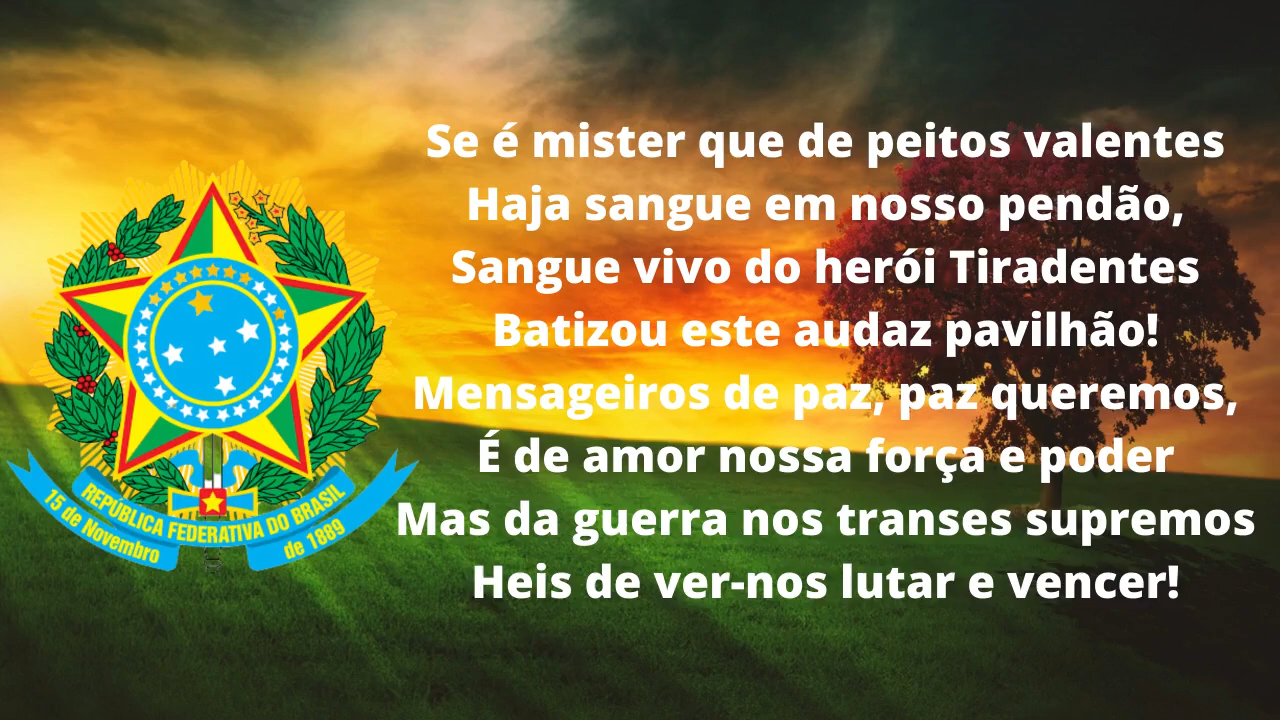 Se é mister que de peitos valentes
Haja sangue em nosso pendão,
Sangue vivo do herói Tiradentes
Batizou este audaz pavilhão!
Mensageiros de paz, paz queremos,
É de amor nossa força e poder
Mas da guerra nos transes supremos
Heis de ver-nos lutar e vencer!
REPÚBLICA FEDERATIVA DO BRASIL
15 de Novembro
de 1889